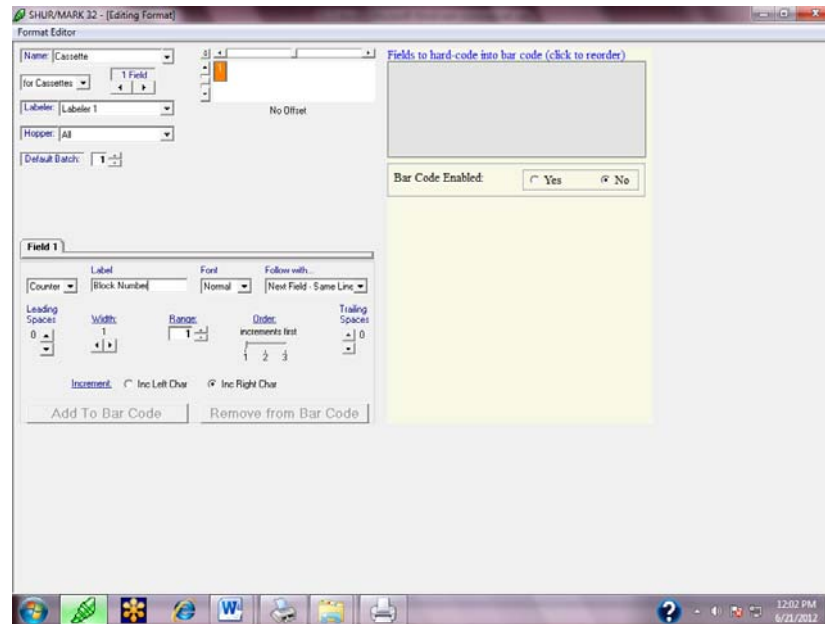 SHUR/MARK 32 - [Editing Format]
Format Editor
Name: Cassette
for Cassettes
1 Field
Labeler: Labeler 1
Hopper: All
Default Batch: 1
0
1
No Offset
Fields to hard-code into bar code (click to reorder)
Bar Code Enabled: Yes No
Field 1
Label Font Follow with...
Counter Block Number Normal Next Field - Same Line
Leading Spaces Width: Range: Order: Trailing Spaces
0 1 1 increments first 0
1 2 3
Increment. Inc Left Char Inc Right Char
Add To Bar Code Remove from Bar Code
12:02 PM
6/21/2012